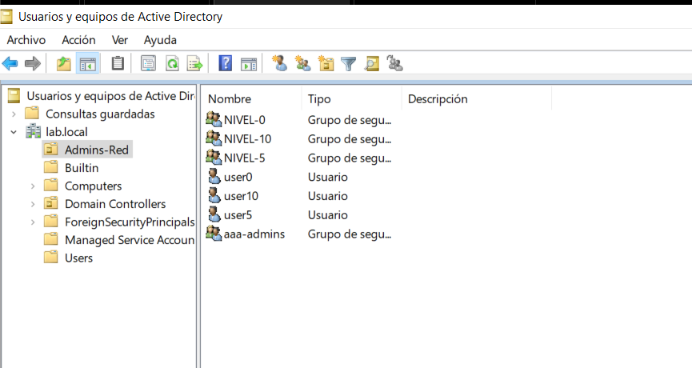 Usuarios y equipos de Active Directory
Archivo Acción Ver Ayuda
Usuarios y equipos de Active Dir
Consultas guardadas
lab.local
Admins-Red
Builtin
Computers
Domain Controllers
ForeignSecurityPrincipals
Managed Service Accoun
Users
Nombre Tipo Descripción
NIVEL-0 Grupo de segu...
NIVEL-10 Grupo de segu...
NIVEL-5 Grupo de segu...
user0 Usuario
user10 Usuario
user5 Usuario
aaa-admins Grupo de segu...